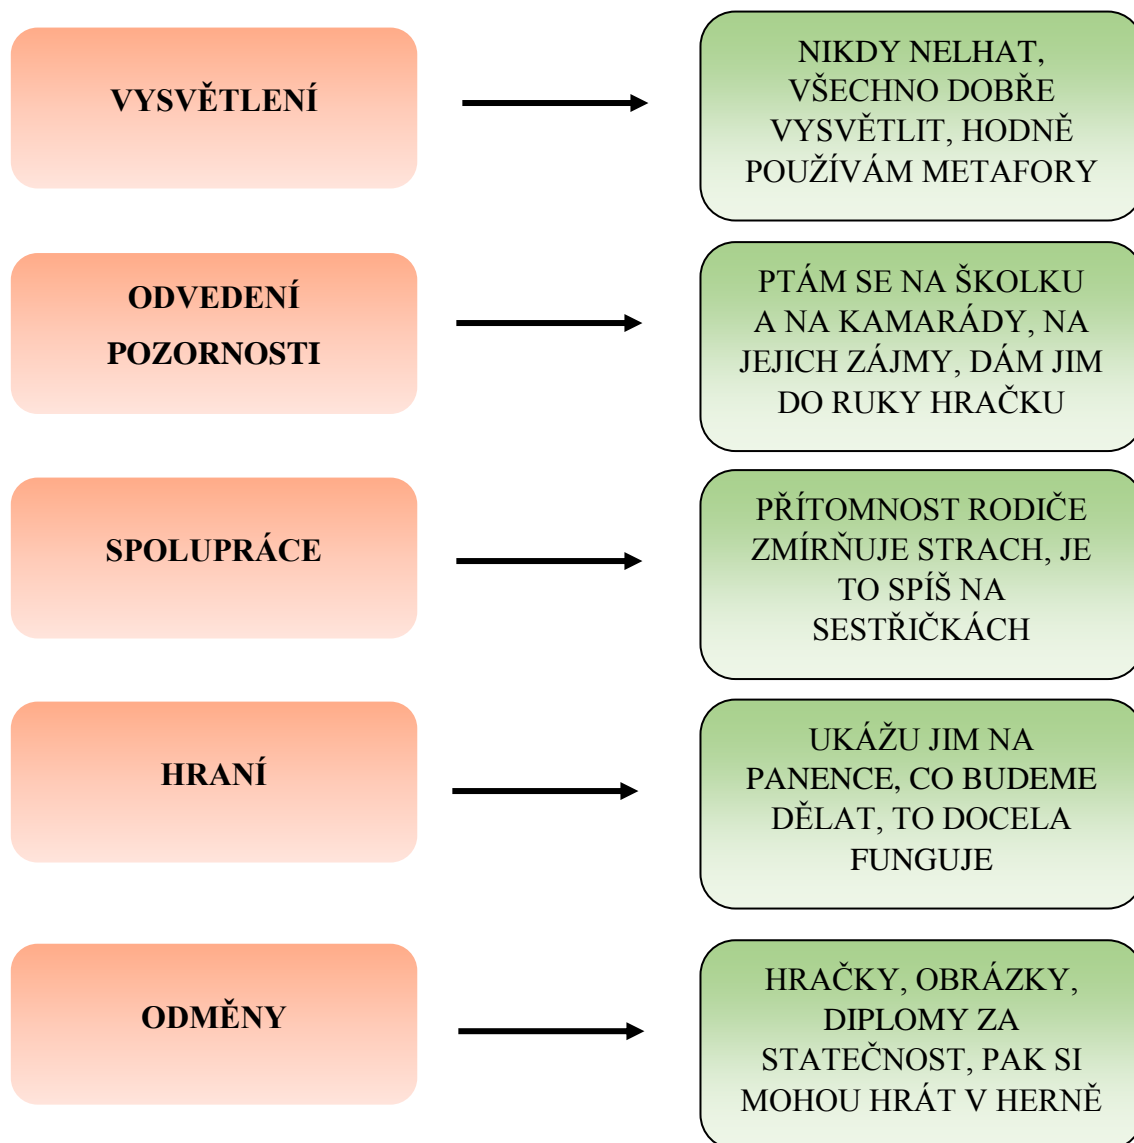 VYSVĚTLENÍ
NIKDY NELHAT,
VŠECHNO DOBŘE
VYSVĚTLIT, HODNĚ
POUŽÍVÁM METAFORY
ODVEDENÍ
POZORNOSTI
PTÁM SE NA ŠKOLKU
A NA KAMARÁDY, NA
JEJICH ZÁJMY, DÁM JIM
DO RUKY HRAČKU
SPOLUPRÁCE
PŘÍTOMNOST RODIČE
ZMÍRŇUJE STRACH, JE
TO SPÍŠ NA
SESTŘIČKÁCH
HRANÍ
UKÁŽU JIM NA
PANENCE, CO BUDEME
DĚLAT, TO DOCELA
FUNGUJE
ODMĚNY
HRAČKY, OBRÁZKY,
DIPLOMY ZA
STATEČNOST, PAK SI
MOHOU HRÁT V HERNĚ